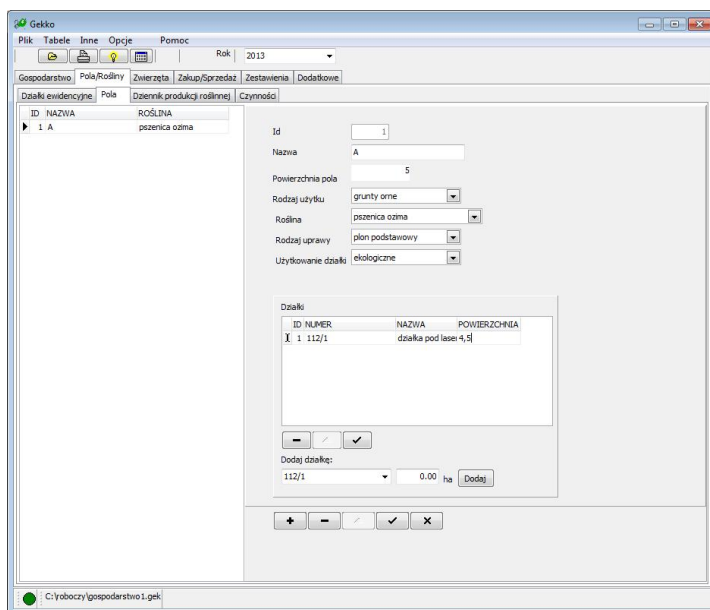 Gekko
Plik Tabele Inne Opcje Pomoc
Rok 2013
Gospodarstwo Pola/Rośliny Zwierzęta Zakup/Sprzedaż Zestawienia Dodatkowe
Działki ewidencyjne Pola Dziennik produkcji roślinnej Czynności
ID NAZWA ROŚLINA
1 A pszenica ozima
Id 1
Nazwa A
Powierzchnia pola 5
Rodzaj użytku grunty orne
Roślina pszenica ozima
Rodzaj uprawy plon podstawowy
Użytkowanie działki ekologiczne
Działki
ID NUMER NAZWA POWIERZCHNIA
1 112/1 działka pod lasem 4,5
Dodaj działkę:
112/1 0.00 ha Dodaj
C:\roboczy\gospodarstwo1.gek